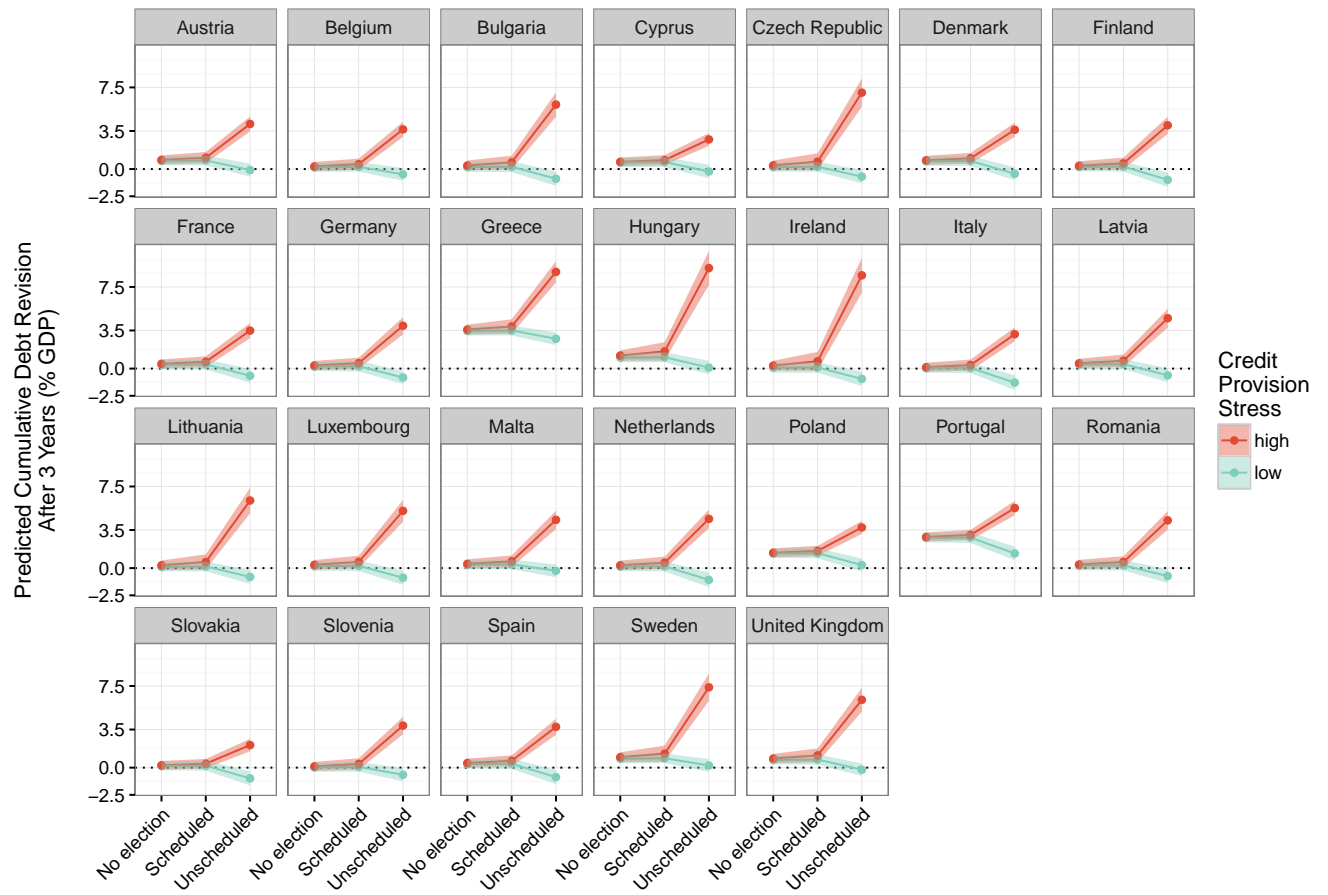 Austria Belgium Bulgaria Cyprus Czech Republic Denmark Finland
7.5
3.5
0.0
−2.5
France Germany Greece Hungary Ireland Italy Latvia
7.5
3.5
0.0
−2.5
Lithuania Luxembourg Malta Netherlands Poland Portugal Romania
7.5
3.5
0.0
−2.5
Slovakia Slovenia Spain Sweden United Kingdom
7.5
3.5
0.0
−2.5
No election Scheduled Unscheduled No election Scheduled Unscheduled No election Scheduled Unscheduled No election Scheduled Unscheduled No election Scheduled Unscheduled
Predicted Cumulative Debt Revision
After 3 Years (% GDP)
Credit
Provision
Stress
high
low